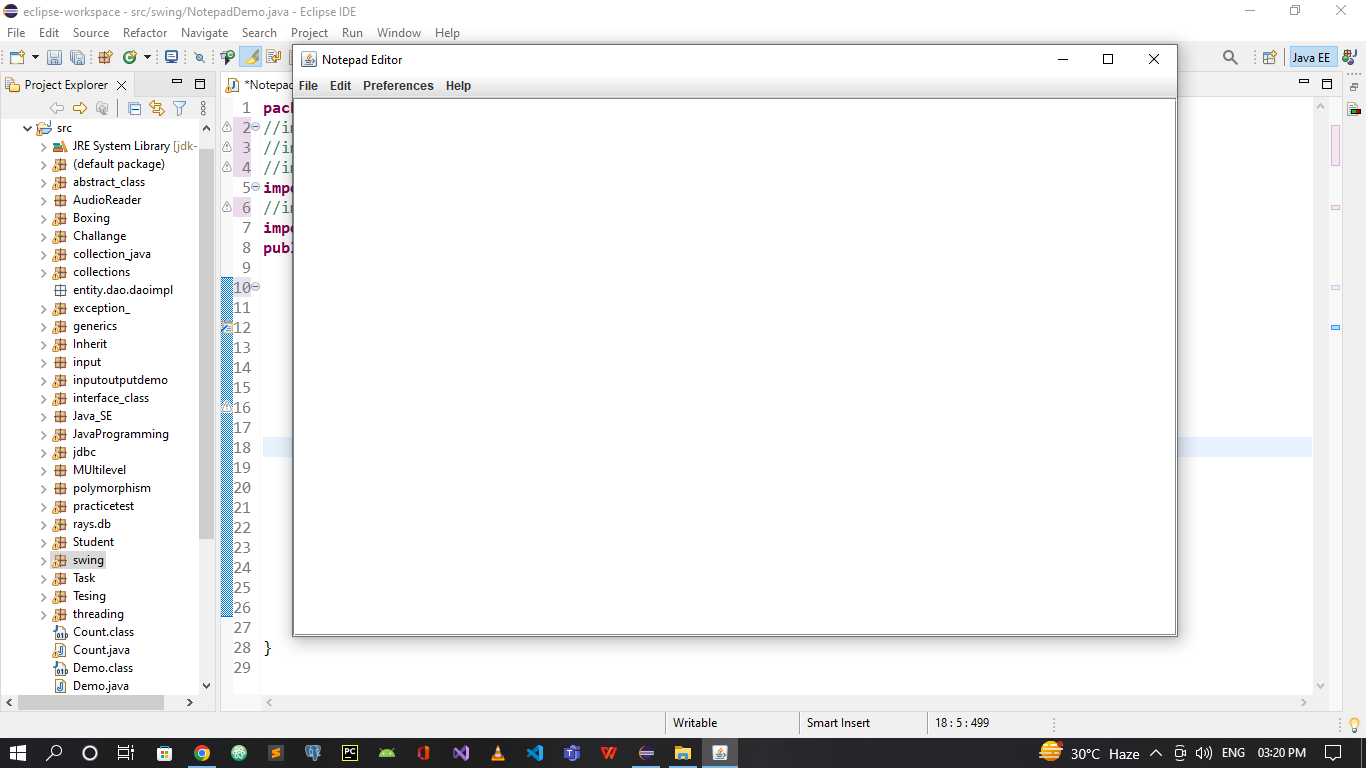 eclipse-workspace - src/swing/NotepadDemo.java - Eclipse IDE
File Edit Source Refactor Navigate Search Project Run Window Help
Java EE
Project Explorer
*Notepad
Notepad Editor
File Edit Preferences Help
src
JRE System Library [jdk-
(default package)
abstract_class
AudioReader
Boxing
Challange
collection_java
collections
entity.dao.daoimpl
exception_
generics
Inherit
input
inputoutputdemo
interface_class
Java_SE
JavaProgramming
jdbc
MUltilevel
polymorphism
practicetest
rays.db
Student
swing
Task
Tesing
threading
Count.class
Count.java
Demo.class
Demo.java
1 pac
2 //i
3 //i
4 //i
5 imp
6 //i
7 imp
8 pub
9
10
11
12
13
14
15
16
17
18
19
20
21
22
23
24
25
26
27
28 }
29
Writable Smart Insert 18 : 5 : 499
30°C Haze ENG 03:20 PM